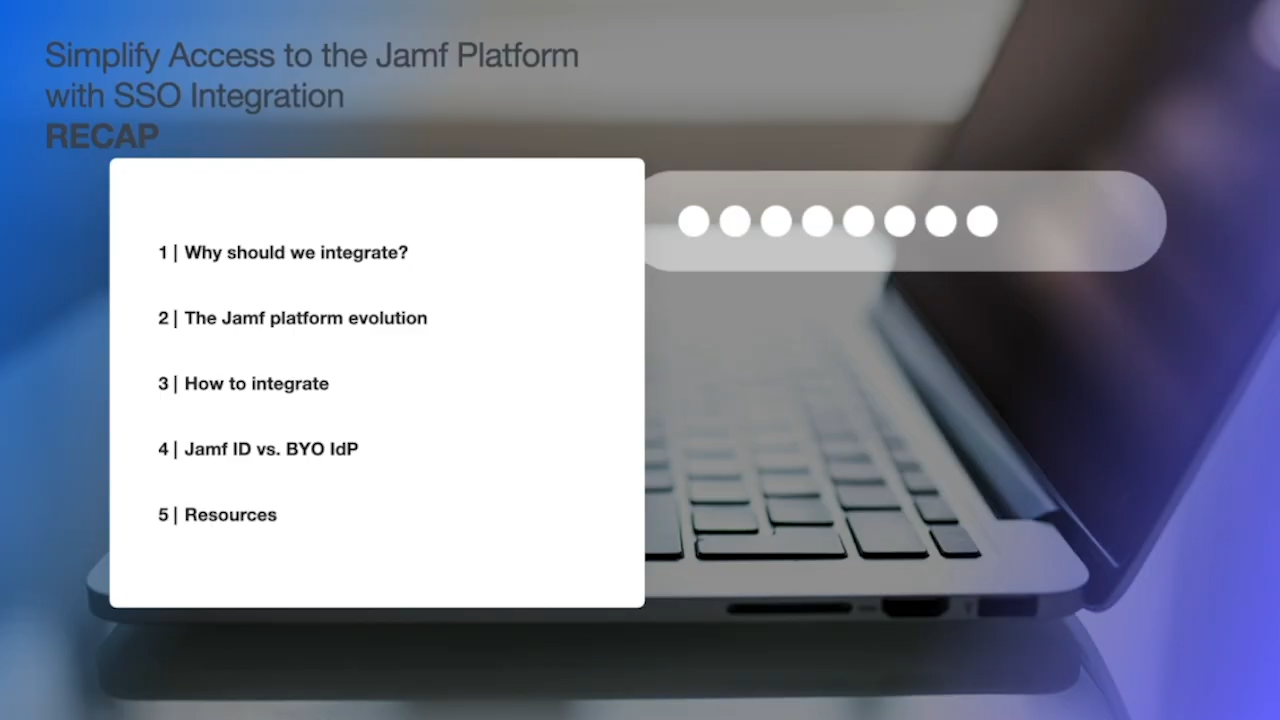 Simplify Access to the Jamf Platform
with SSO Integration
RECAP
1 | Why should we integrate?
2 | The Jamf platform evolution
3 | How to integrate
4 | Jamf ID vs. BYO IdP
5 | Resources